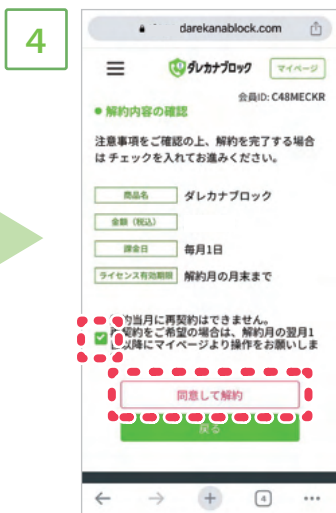 4
darekanablock.com
ダレカナブロック
マイページ
会員ID: C48MECKR
解約内容の確認
注意事項をご確認の上、解約を完了する場合
は チェックを入れてお進みください。
商品名 ダレカナブロック
金額（税込）
課金日 毎月1日
ライセンス有効期限 解約月の月末まで
約当月に再契約はできません。
契約をご希望の場合は、解約月の翌月1
以降にマイページより操作をお願いしま
同意して解約
戻る
4